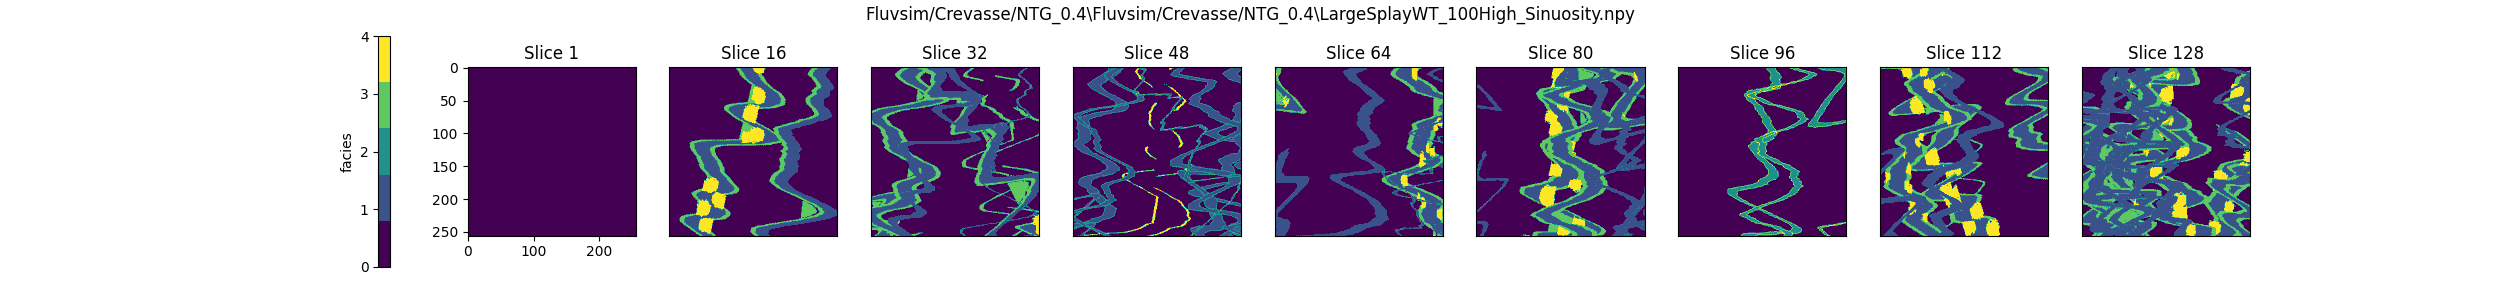 Fluvsim/Crevasse/NTG_0.4\Fluvsim/Crevasse/NTG_0.4\LargeSplayWT_100High_Sinuosity.npy
Slice 1 Slice 16 Slice 32 Slice 48 Slice 64 Slice 80 Slice 96 Slice 112 Slice 128
facies
4
3
2
1
0
0
50
100
150
200
250
0 100 200